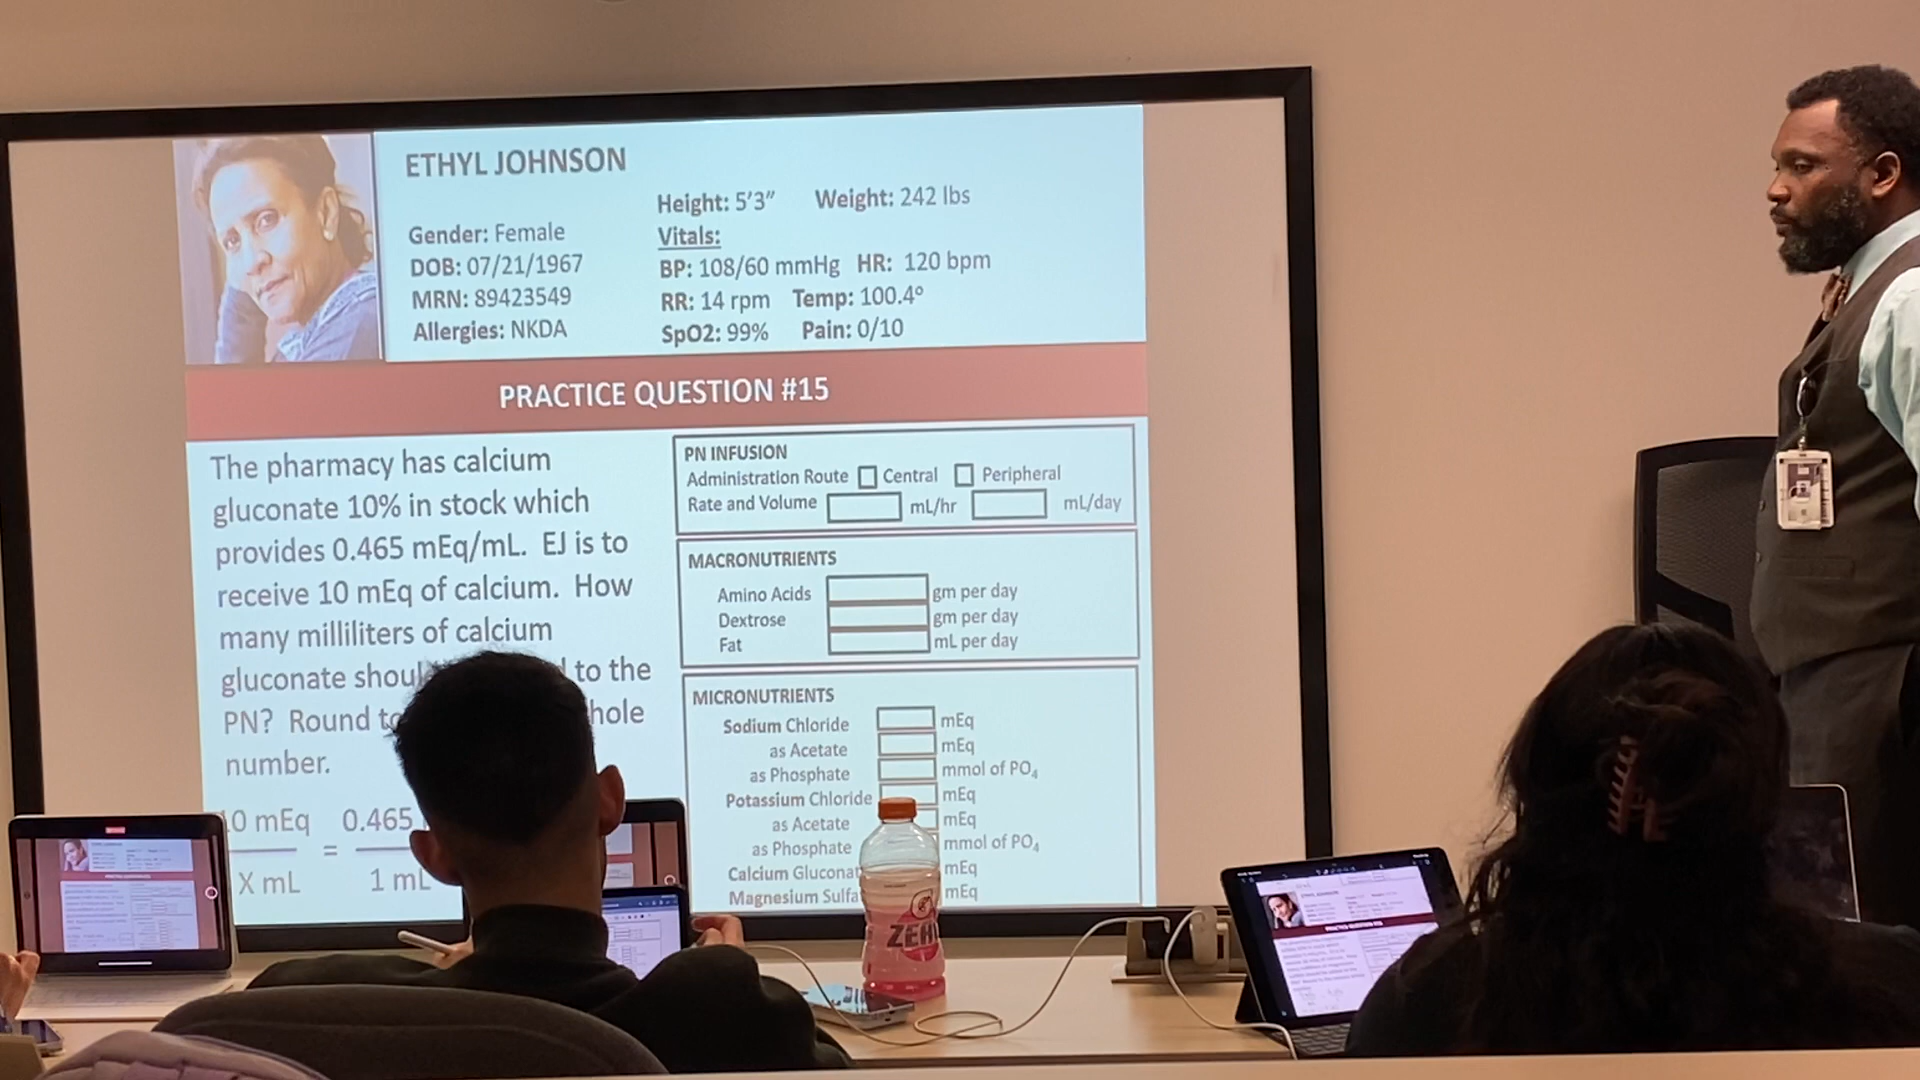 ETHYL JOHNSON
Height: 5'3" Weight: 242 lbs
Gender: Female
Vitals:
DOB: 07/21/1967
BP: 108/60 mmHg HR: 120 bpm
MRN: 89423549
RR: 14 rpm Temp: 100.4°
Allergies: NKDA
SpO2: 99% Pain: 0/10
PRACTICE QUESTION #15
The pharmacy has calcium
gluconate 10% in stock which
provides 0.465 mEq/mL. EJ is to
receive 10 mEq of calcium. How
many milliliters of calcium
gluconate to the
PN? Round
number.
10 mEq = 0.465
X mL 1 mL
PN INFUSION
Administration Route Central Peripheral
Rate and Volume mL/hr mL/day
MACRONUTRIENTS
Amino Acids gm per day
Dextrose gm per day
Fat mL per day
MICRONUTRIENTS
Sodium Chloride mEq
as Acetate mEq
as Phosphate mmol of PO4
Potassium Chloride mEq
as Acetate mEq
as Phosphate mmol of PO4
Calcium mEq
Magnesium mEq
ZERO